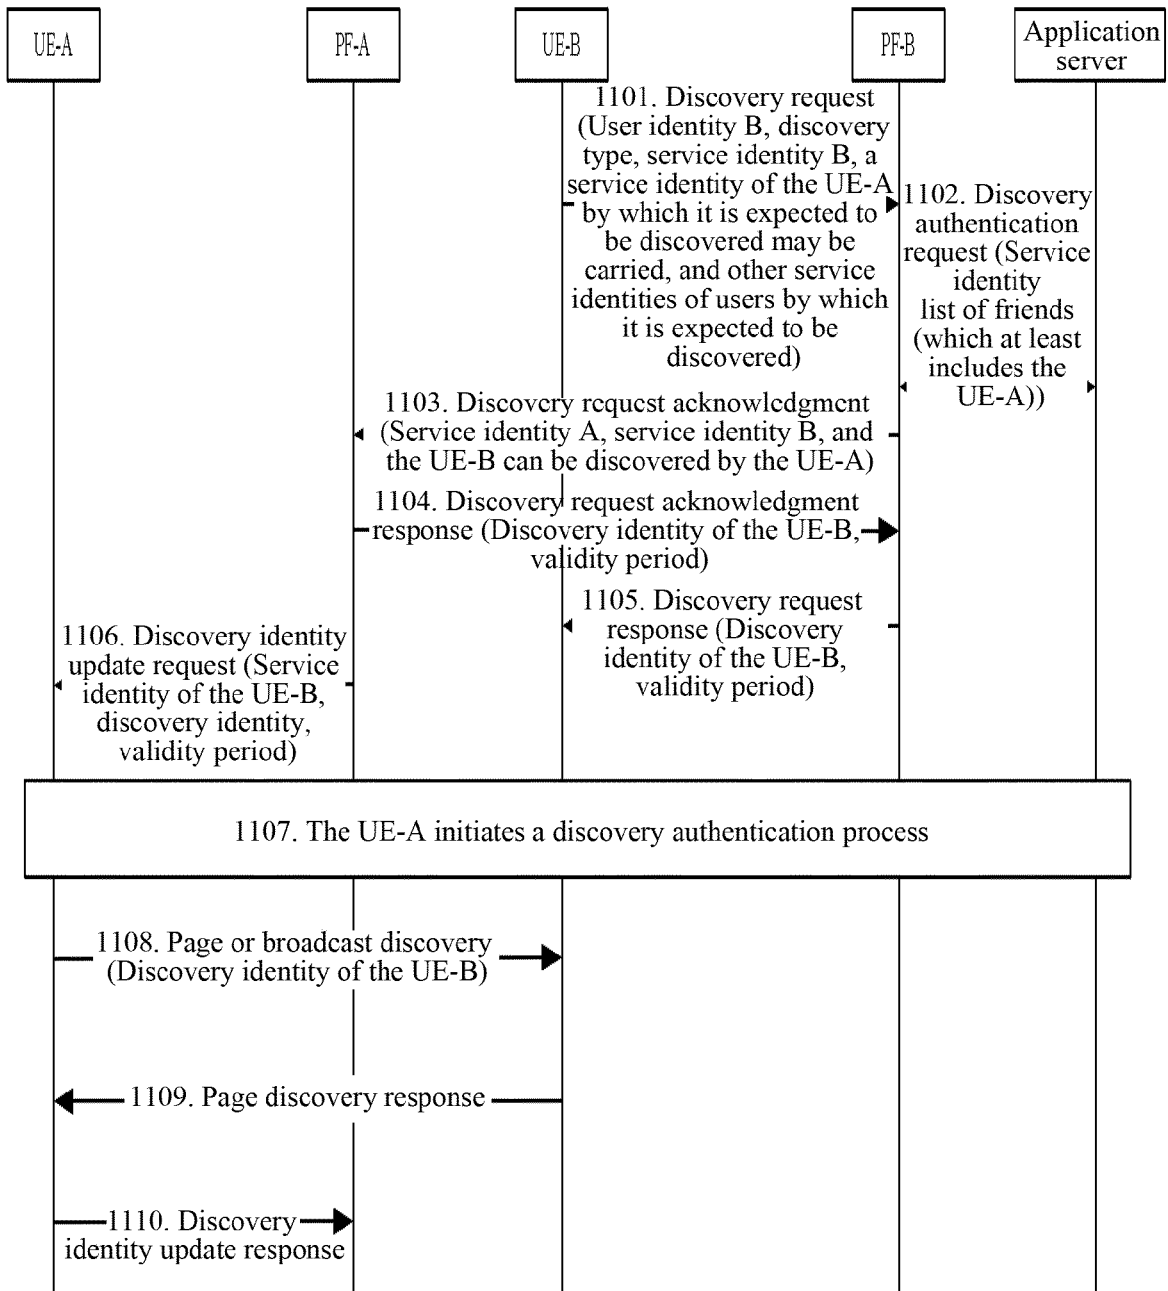 UE-A
PF-A
UE-B
PF-B
Application
server
1101. Discovery request
(User identity B, discovery
type, service identity B, a
service identity of the UE-A
by which it is expected to
be discovered may be
carried, and other service
identities of users by which
it is expected to be
discovered)
1102. Discovery
authentication
request (Service
identity
list of friends
(which at least
includes the
UE-A))
1103. Discovery request acknowledgment
(Service identity A, service identity B, and
the UE-B can be discovered by the UE-A)
1104. Discovery request acknowledgment
response (Discovery identity of the UE-B,
validity period)
1105. Discovery request
response (Discovery
identity of the UE-B,
validity period)
1106. Discovery identity
update request (Service
identity of the UE-B,
discovery identity,
validity period)
1107. The UE-A initiates a discovery authentication process
1108. Page or broadcast discovery
(Discovery identity of the UE-B)
1109. Page discovery response
1110. Discovery
identity update response